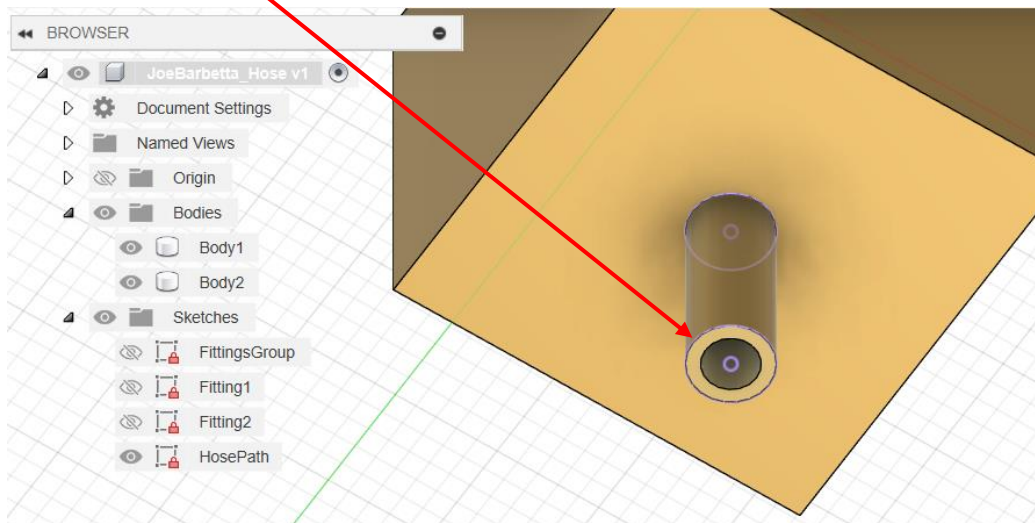 BROWSER
JoeBarbetta_Hose v1
Document Settings
Named Views
Origin
Bodies
Body1
Body2
Sketches
FittingsGroup
Fitting1
Fitting2
HosePath